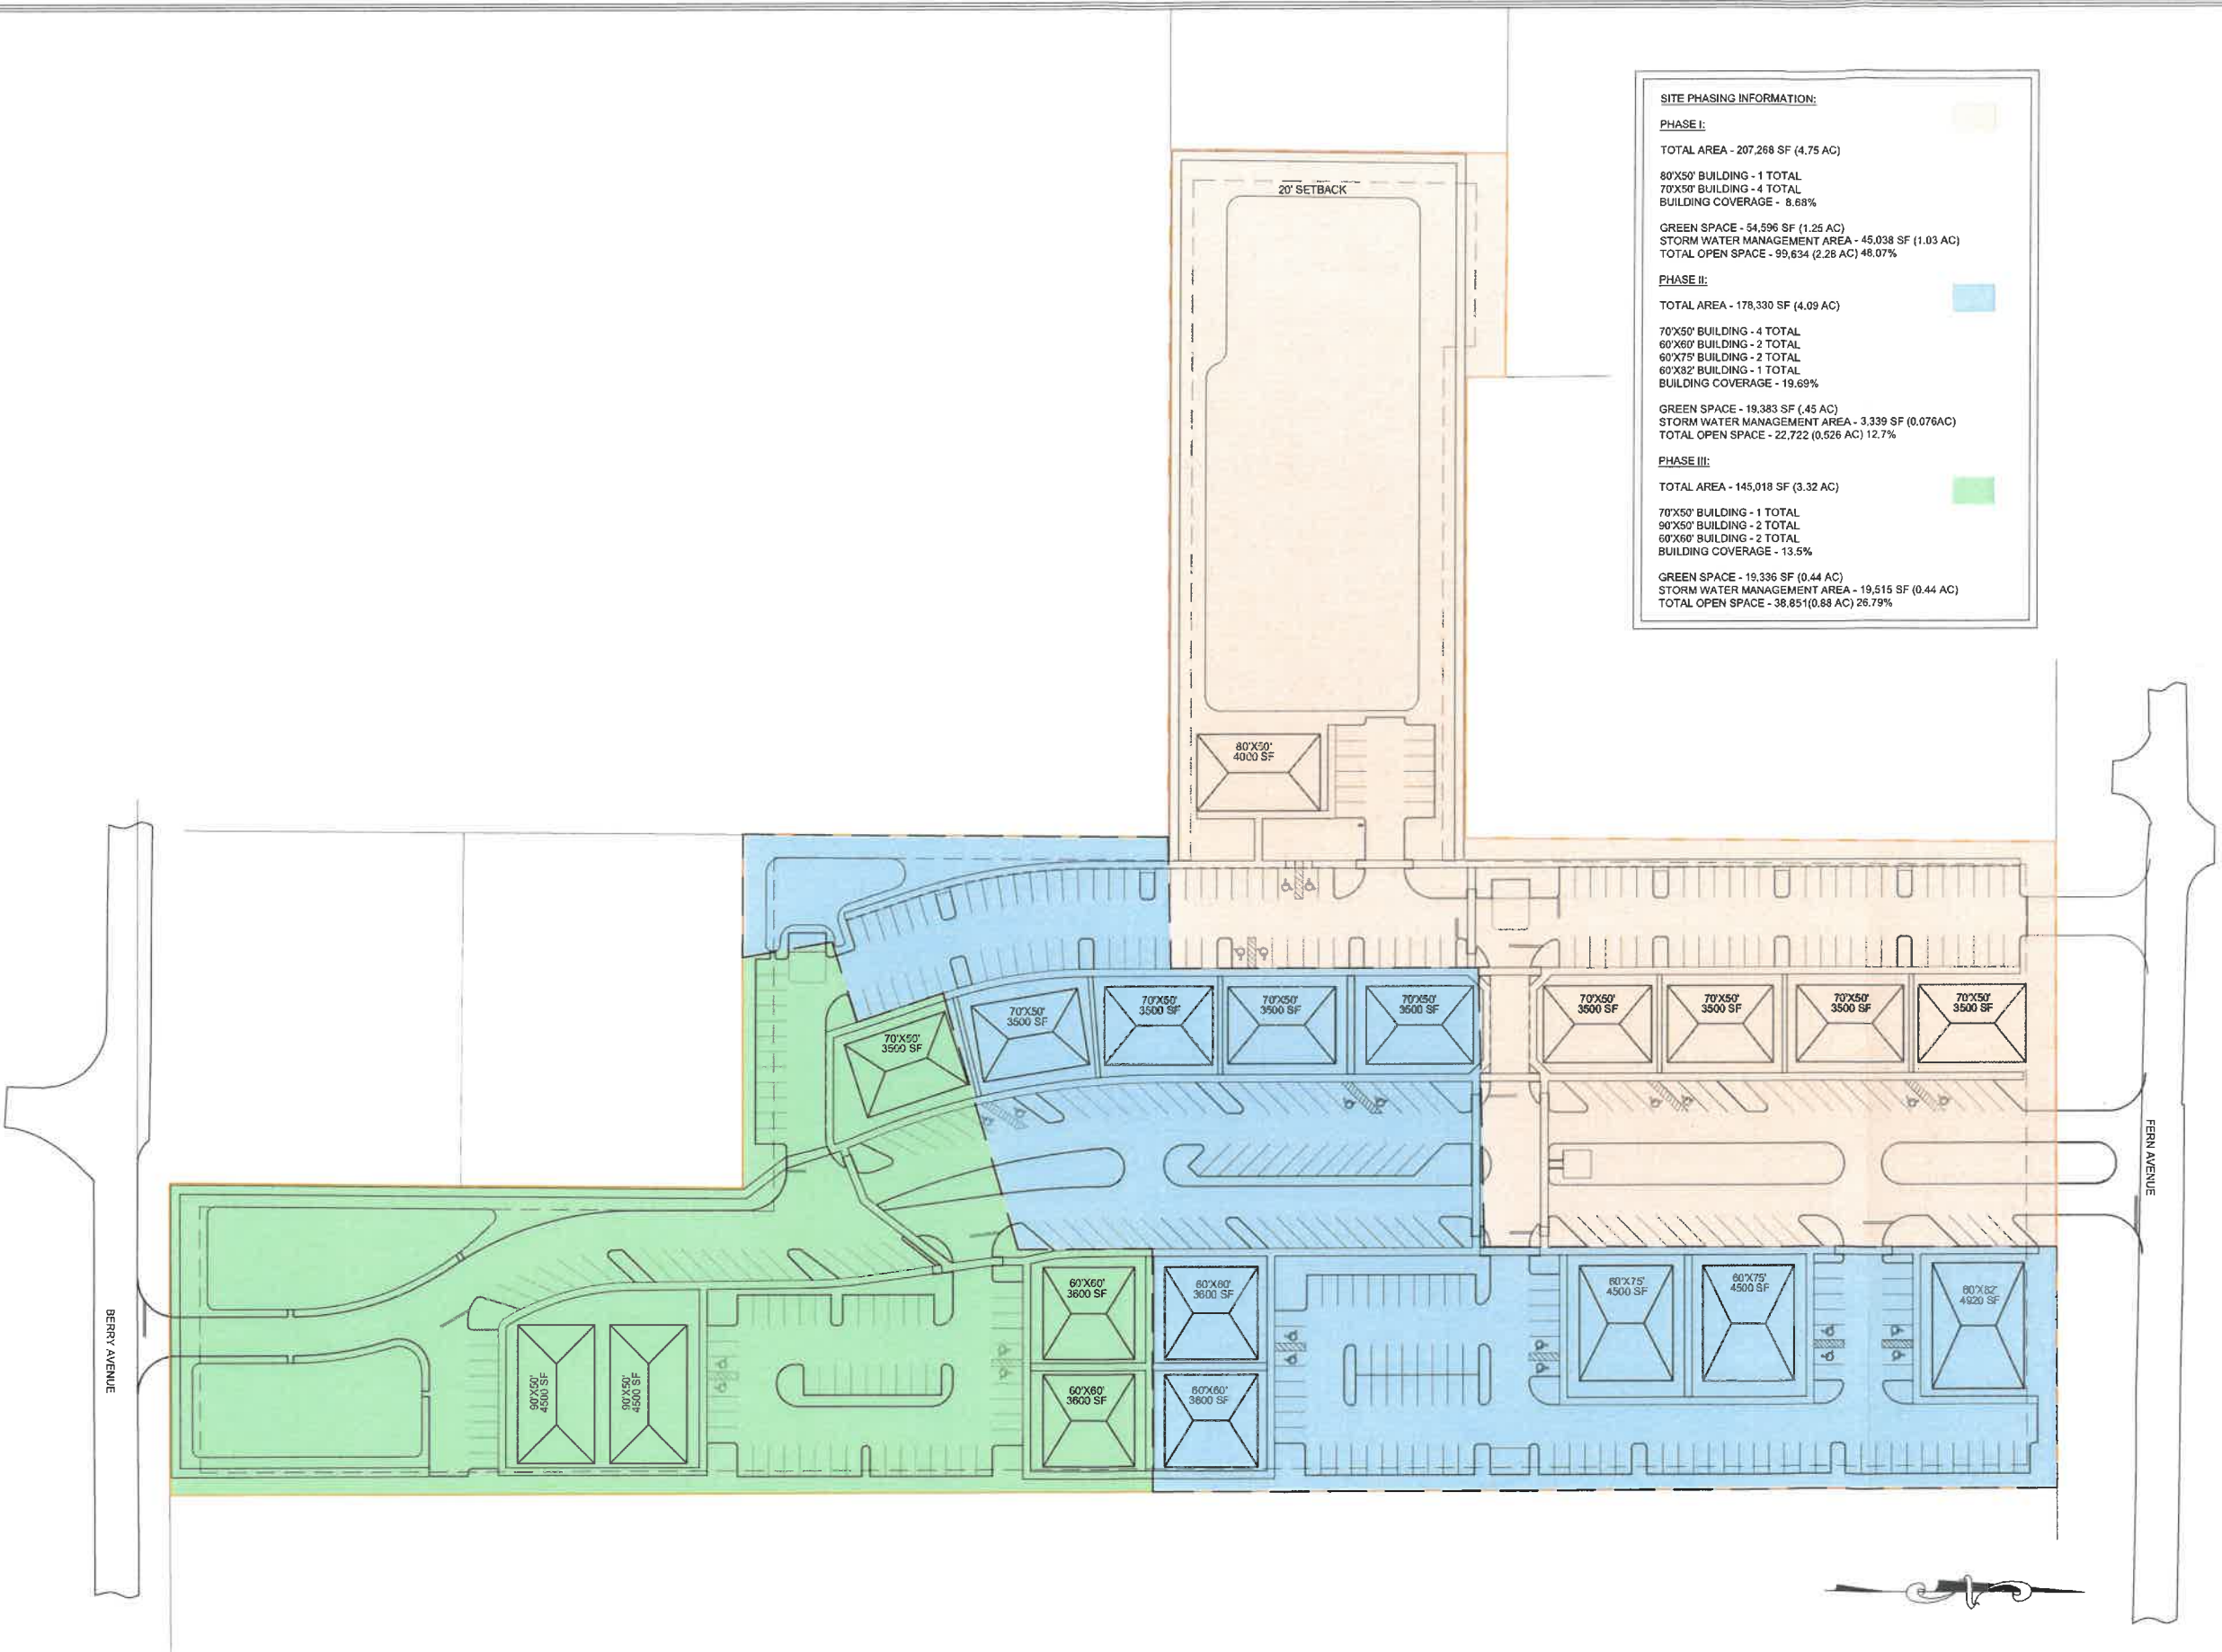 SITE PHASING INFORMATION:
PHASE I:
TOTAL AREA - 207,268 SF (4.75 AC)
80'X50' BUILDING - 1 TOTAL
70'X50' BUILDING - 4 TOTAL
BUILDING COVERAGE - 8.68%
GREEN SPACE - 54,596 SF (1.25 AC)
STORM WATER MANAGEMENT AREA - 45,038 SF (1.03 AC)
TOTAL OPEN SPACE - 99,634 (2.28 AC) 48.07%
PHASE II:
TOTAL AREA - 178,330 SF (4.09 AC)
70'X50' BUILDING - 4 TOTAL
60'X60' BUILDING - 2 TOTAL
60'X75' BUILDING - 2 TOTAL
60'X82' BUILDING - 1 TOTAL
BUILDING COVERAGE - 19.69%
GREEN SPACE - 19,383 SF (.45 AC)
STORM WATER MANAGEMENT AREA - 3,339 SF (0.076AC)
TOTAL OPEN SPACE - 22,722 (0.526 AC) 12.7%
PHASE III:
TOTAL AREA - 145,018 SF (3.32 AC)
70'X50' BUILDING - 1 TOTAL
90'X50' BUILDING - 2 TOTAL
60'X60' BUILDING - 2 TOTAL
BUILDING COVERAGE - 13.5%
GREEN SPACE - 19,336 SF (0.44 AC)
STORM WATER MANAGEMENT AREA - 19,515 SF (0.44 AC)
TOTAL OPEN SPACE - 38,851(0.88 AC) 26.79%
20' SETBACK
80'X50'
4000 SF
70'X50'
3500 SF
70'X50'
3500 SF
70'X50'
3500 SF
70'X50'
3500 SF
70'X50'
3500 SF
70'X50'
3500 SF
70'X50'
3500 SF
70'X50'
3500 SF
70'X50'
3500 SF
60'X60'
3600 SF
60'X60'
3600 SF
60'X75'
4500 SF
60'X75'
4500 SF
60'X82'
4920 SF
90'X50'
4500 SF
90'X50'
4500 SF
60'X60'
3600 SF
60'X60'
3600 SF
BERRY AVENUE
FERN AVENUE